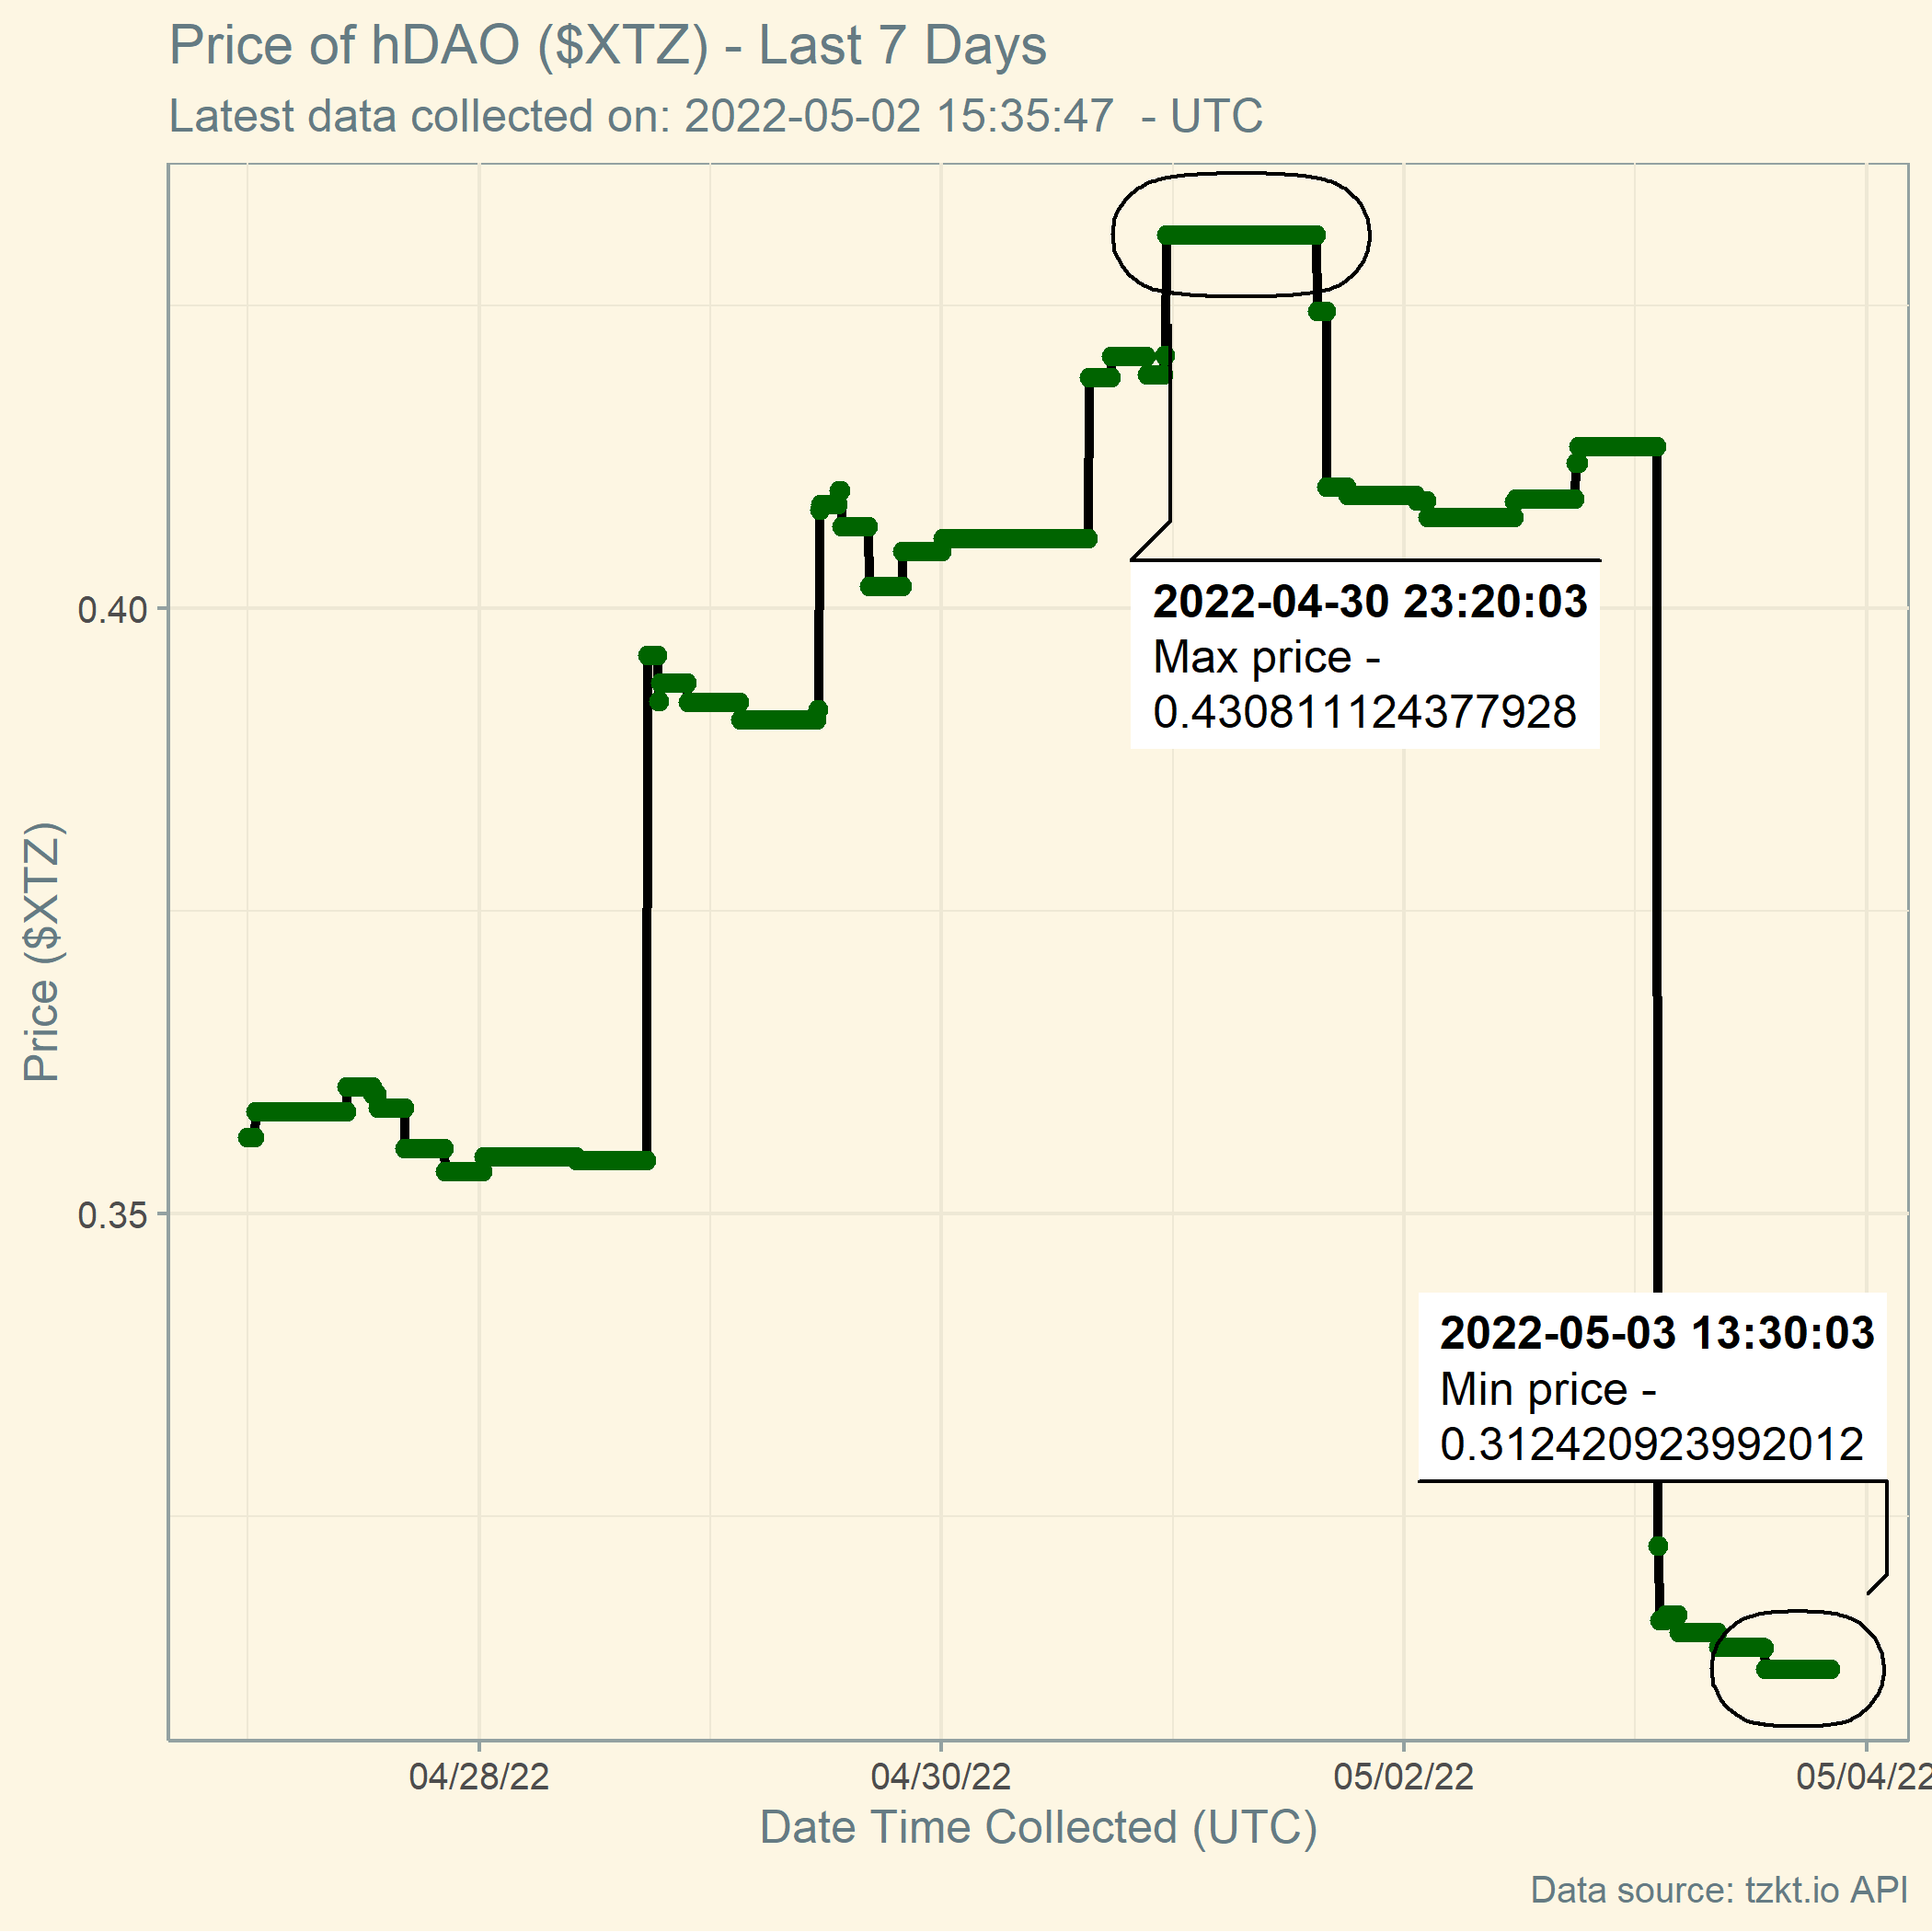 Price of hDAO ($XTZ) - Last 7 Days
Latest data collected on: 2022-05-02 15:35:47  - UTC
Price ($XTZ)
0.40
0.35
2022-04-30 23:20:03
Max price -
0.430811124377928
2022-05-03 13:30:03
Min price -
0.312420923992012
04/28/22
04/30/22
05/02/22
05/04/22
Date Time Collected (UTC)
Data source: tzkt.io API